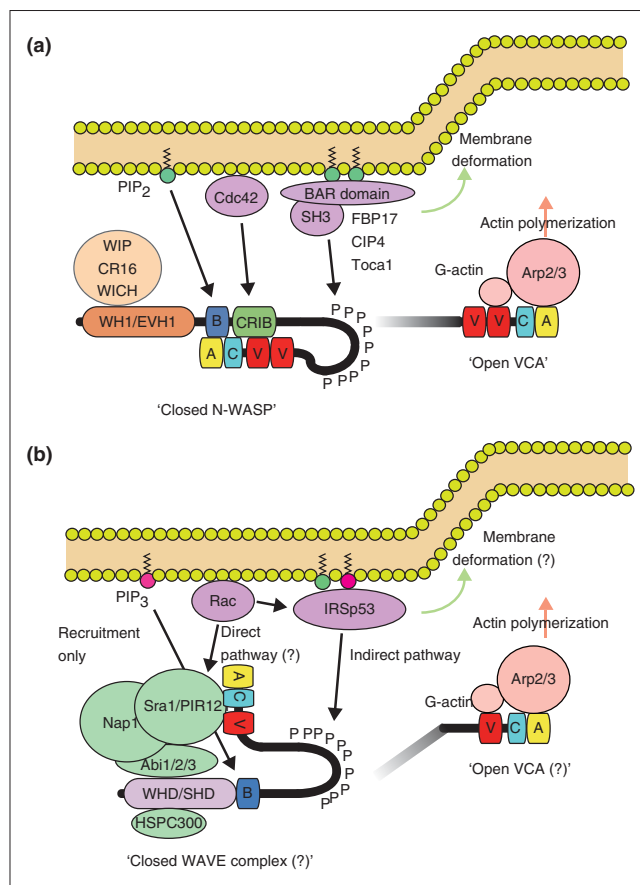 (a)
Membrane
deformation
PIP2
Cdc42
BAR domain
SH3
FBP17
CIP4
Toca1
Actin polymerization
WIP
CR16
WICH
G-actin
Arp2/3
WH1/EVH1
B
CRIB
A
C
V
V
P P P P P P P P P P
V
V
C
A
'Closed N-WASP'
'Open VCA'
(b)
Membrane
deformation (?)
PIP3
Rac
IRSp53
Recruitment
only
Direct
pathway (?)
Indirect pathway
Actin polymerization
A
C
V
Nap1
Sra1/PIR12
Abi1/2/3
WHD/SHD
B
HSPC300
P P P P P P P P P P
G-actin
Arp2/3
V
C
A
'Open VCA (?)'
'Closed WAVE complex (?)'